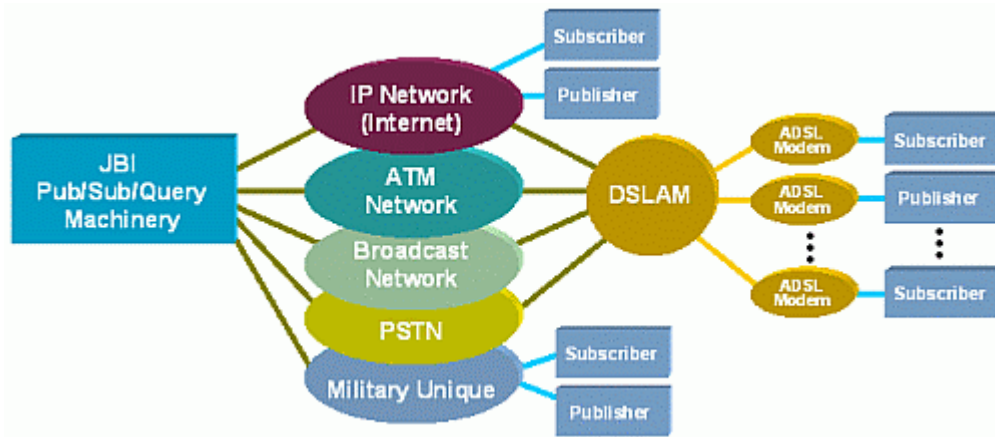 Subscriber
IP Network
(Internet)
Publisher
JBI
Pub/Sub/Query
Machinery
ATM
Network
Broadcast
Network
PSTN
Military Unique
Subscriber
Publisher
DSLAM
ADSL
Modem
Subscriber
ADSL
Modem
Publisher
ADSL
Modem
Subscriber